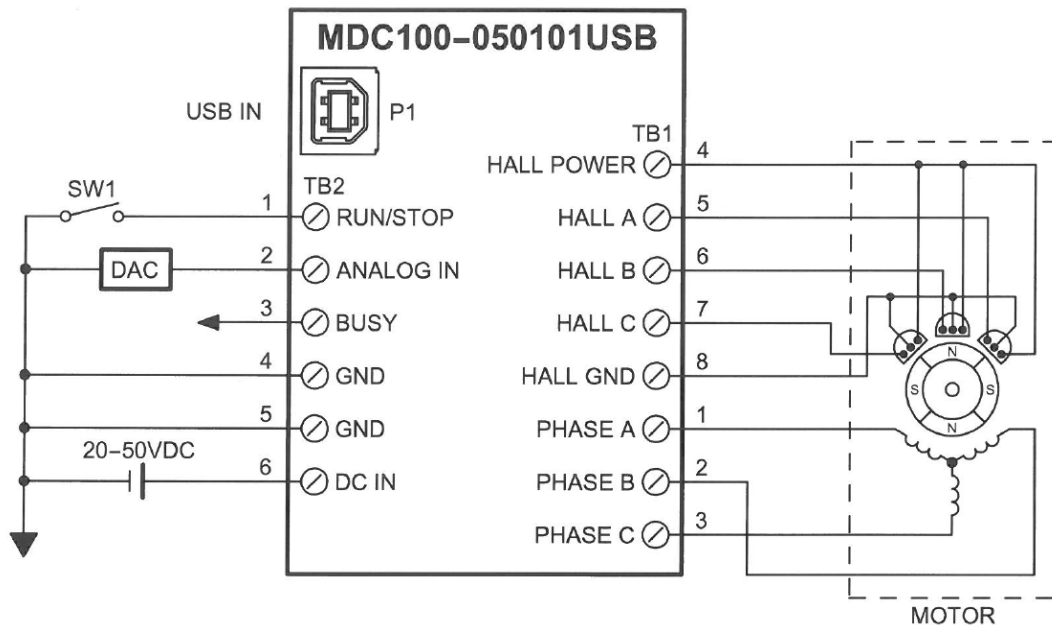 MDC100-050101USB
USB IN
P1
TB1
HALL POWER
4
SW1
TB2
1
RUN/STOP
HALL A
5
DAC
2
ANALOG IN
HALL B
6
3
BUSY
HALL C
7
4
GND
HALL GND
8
N
S
S
N
5
GND
PHASE A
1
20-50VDC
6
DC IN
PHASE B
2
PHASE C
3
MOTOR